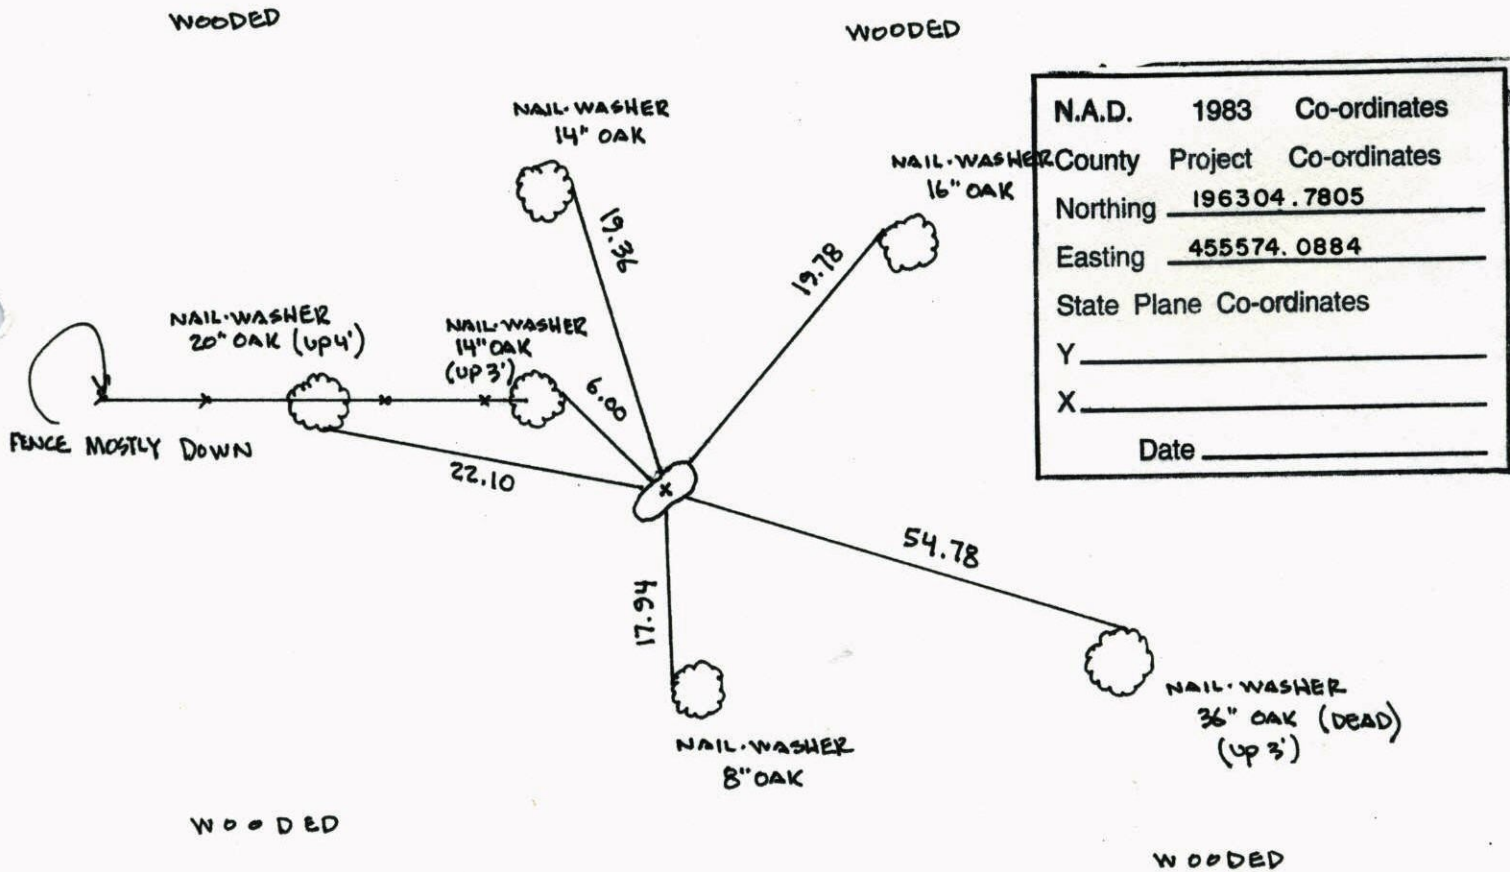 WOODED
WOODED
NAIL·WASHER
14" OAK
NAIL·WASHER
16" OAK
N.A.D. 1983 Co-ordinates
County Project Co-ordinates
Northing 196304.7805
Easting 455574.0884
State Plane Co-ordinates
Y
X
Date
19.36
19.78
NAIL·WASHER
20" OAK (UP 4')
NAIL·WASHER
14" OAK
(UP 3')
6.00
FENCE MOSTLY DOWN
22.10
54.78
17.94
NAIL·WASHER
8" OAK
NAIL·WASHER
36" OAK (DEAD)
(UP 3')
WOODED
WOODED